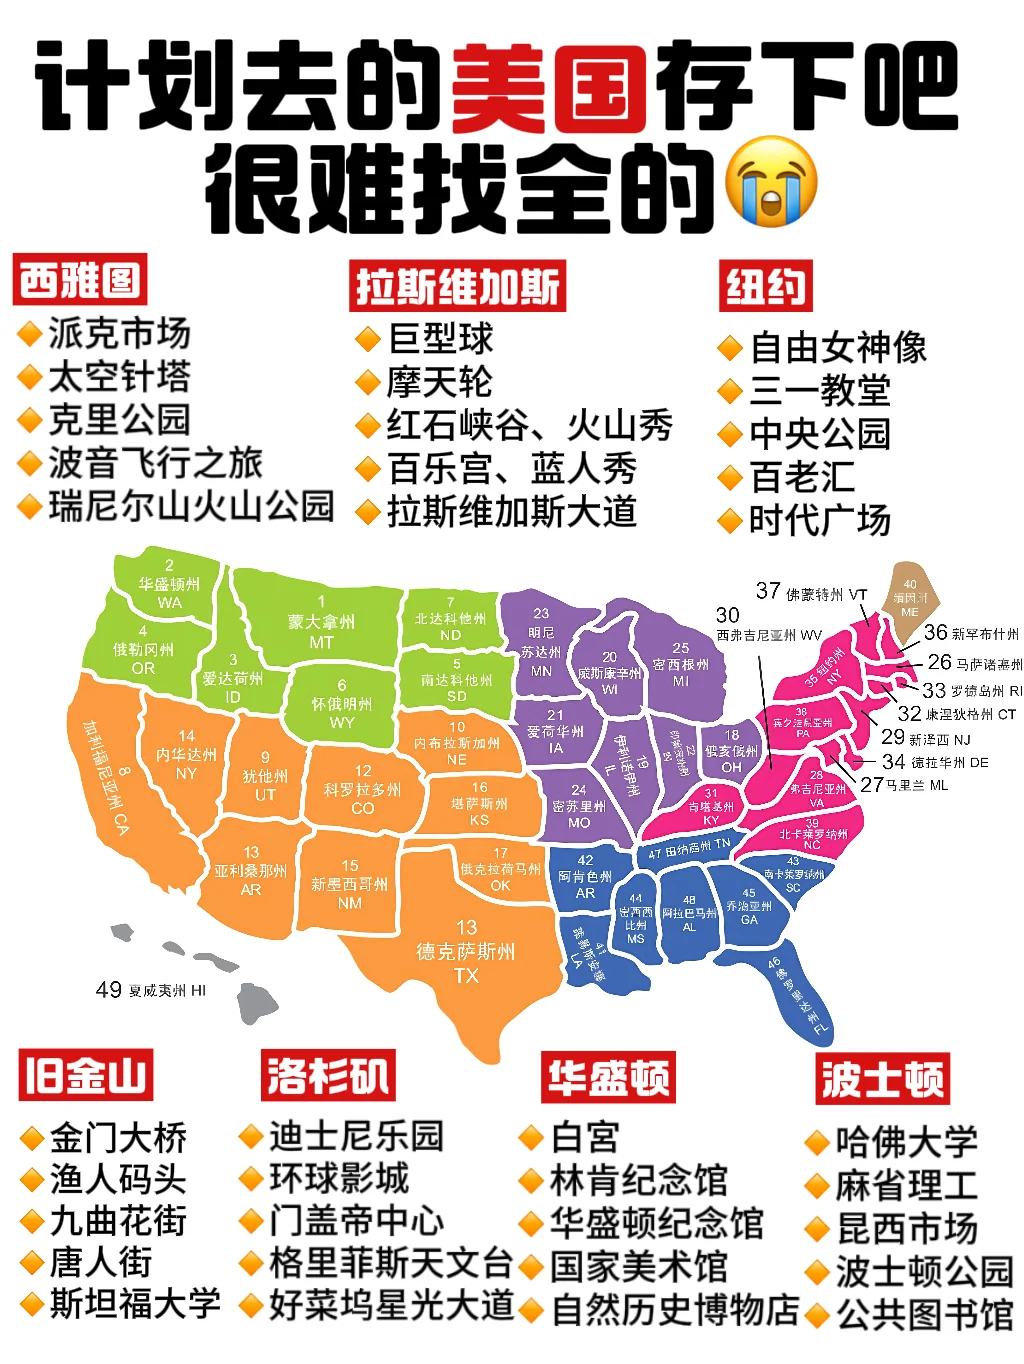 计划去的美国存下吧
很难找全的
西雅图
派克市场
太空针塔
克里公园
波音飞行之旅
瑞尼尔山火山公园
拉斯维加斯
巨型球
摩天轮
红石峡谷、火山秀
百乐宫、蓝人秀
拉斯维加斯大道
纽约
自由女神像
三一教堂
中央公园
百老汇
时代广场
2
华盛顿州
WA
4
俄勒冈州
OR
1
蒙大拿州
MT
3
爱达荷州
ID
6
怀俄明州
WY
7
北达科他州
ND
5
南达科他州
SD
8
加利福尼亚州 CA
14
内华达州
NY
9
犹他州
UT
12
科罗拉多州
CO
10
内布拉斯加州
NE
16
堪萨斯州
KS
13
亚利桑那州
AR
15
新墨西哥州
NM
17
俄克拉荷马州
OK
13
德克萨斯州
TX
23
明尼
苏达州
MN
20
威斯康辛州
WI
25
密西根州
MI
21
爱荷华州
IA
19
伊利诺伊州
IL
22
18
俄亥俄州
OH
24
密苏里州
MO
31
肯塔基州
KY
47 田纳西州 TN
42
阿肯色州
AR
41
LA
44
密西西
比州
MS
48
阿拉巴马州
AL
45
乔治亚州
GA
43
南卡莱罗纳州
SC
46
佛罗里达州
FL
39
北卡莱罗纳州
NC
28
弗吉尼亚州
VA
38
宾夕法尼亚州
PA
35 纽约州
NY
40
缅因州
ME
37 佛蒙特州 VT
30
西弗吉尼亚州 WV
36 新罕布什州
26 马萨诸塞州
33 罗德岛州 RI
32 康涅狄格州 CT
29 新泽西 NJ
34 德拉华州 DE
27 马里兰 ML
49 夏威夷州 HI
旧金山
金门大桥
渔人码头
九曲花街
唐人街
斯坦福大学
洛杉矶
迪士尼乐园
环球影城
门盖帝中心
格里菲斯天文台
好菜坞星光大道
华盛顿
白宫
林肯纪念馆
华盛顿纪念馆
国家美术馆
自然历史博物店
波士顿
哈佛大学
麻省理工
昆西市场
波士顿公园
公共图书馆